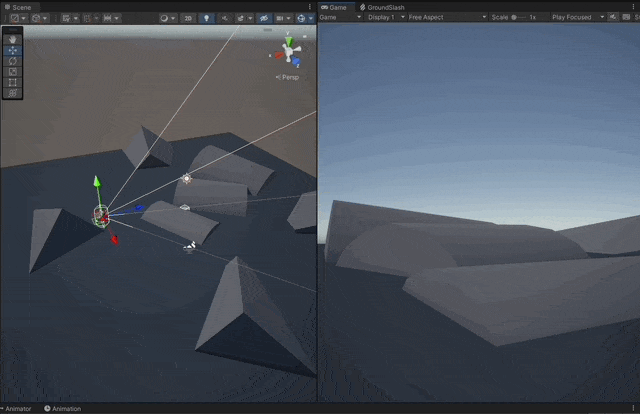 Scene
Game
GroundSlash
2D
Game
Display 1
Free Aspect
Scale
1x
Play Focused
x
z
Persp
Animator
Animation